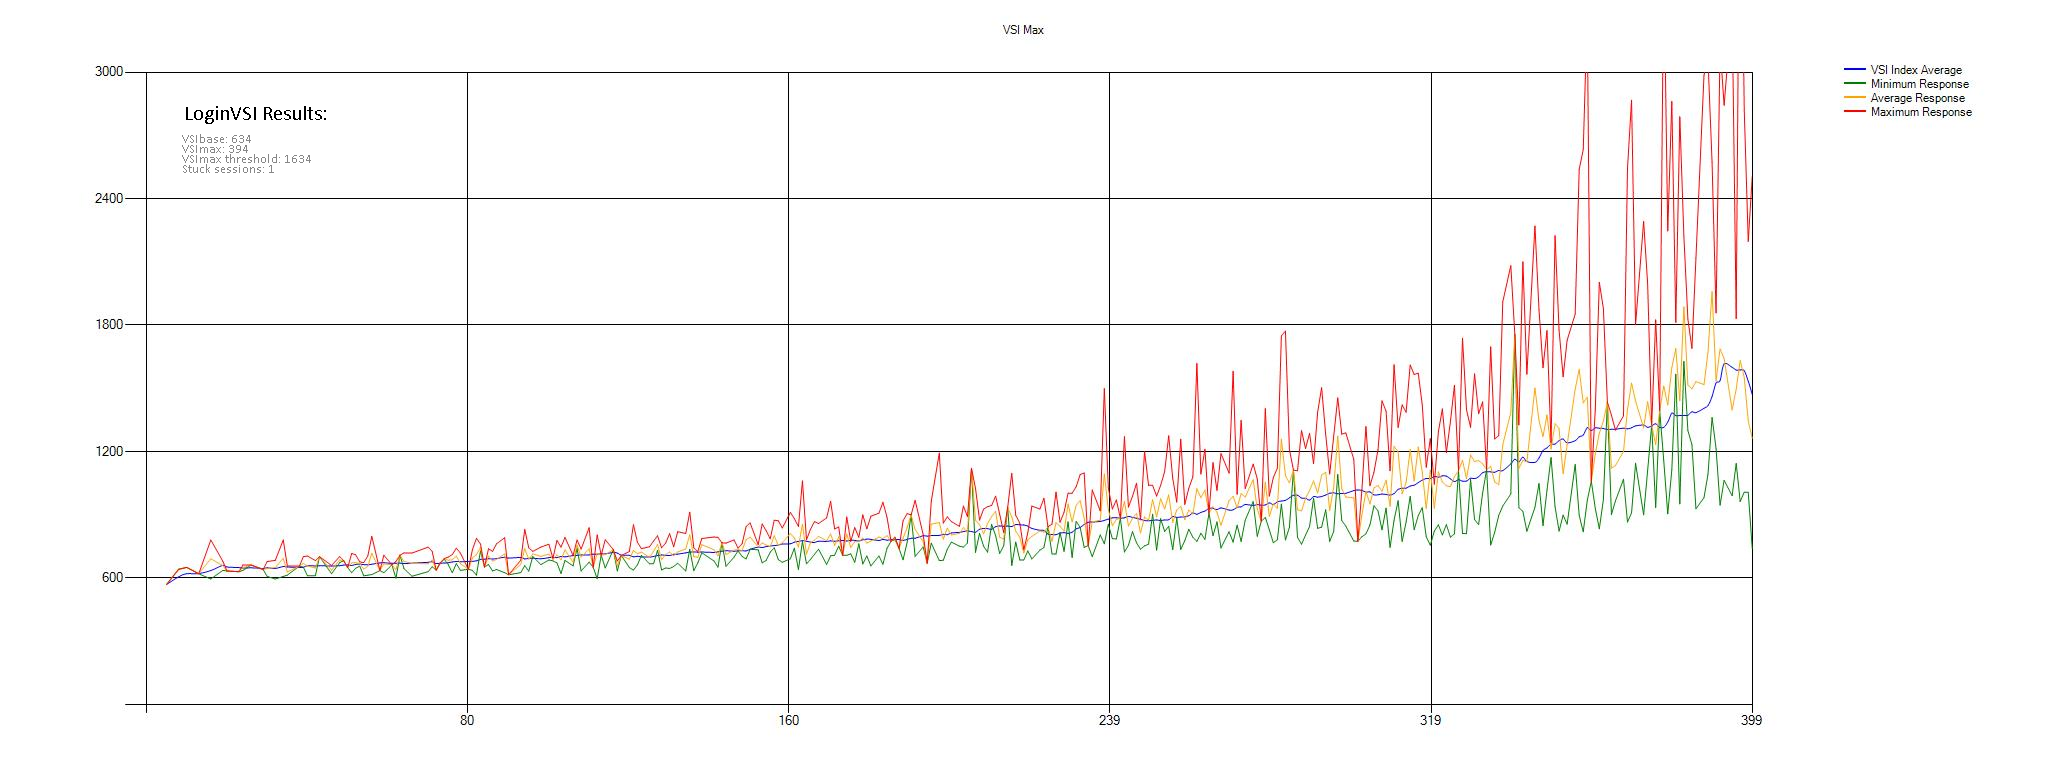 VSI Max
3000
2400
1800
1200
600
LoginVSI Results:
VSIbase: 634
VSImax: 394
VSImax threshold: 1634
Stuck sessions: 1
VSI Index Average
Minimum Response
Average Response
Maximum Response
80
160
239
319
399